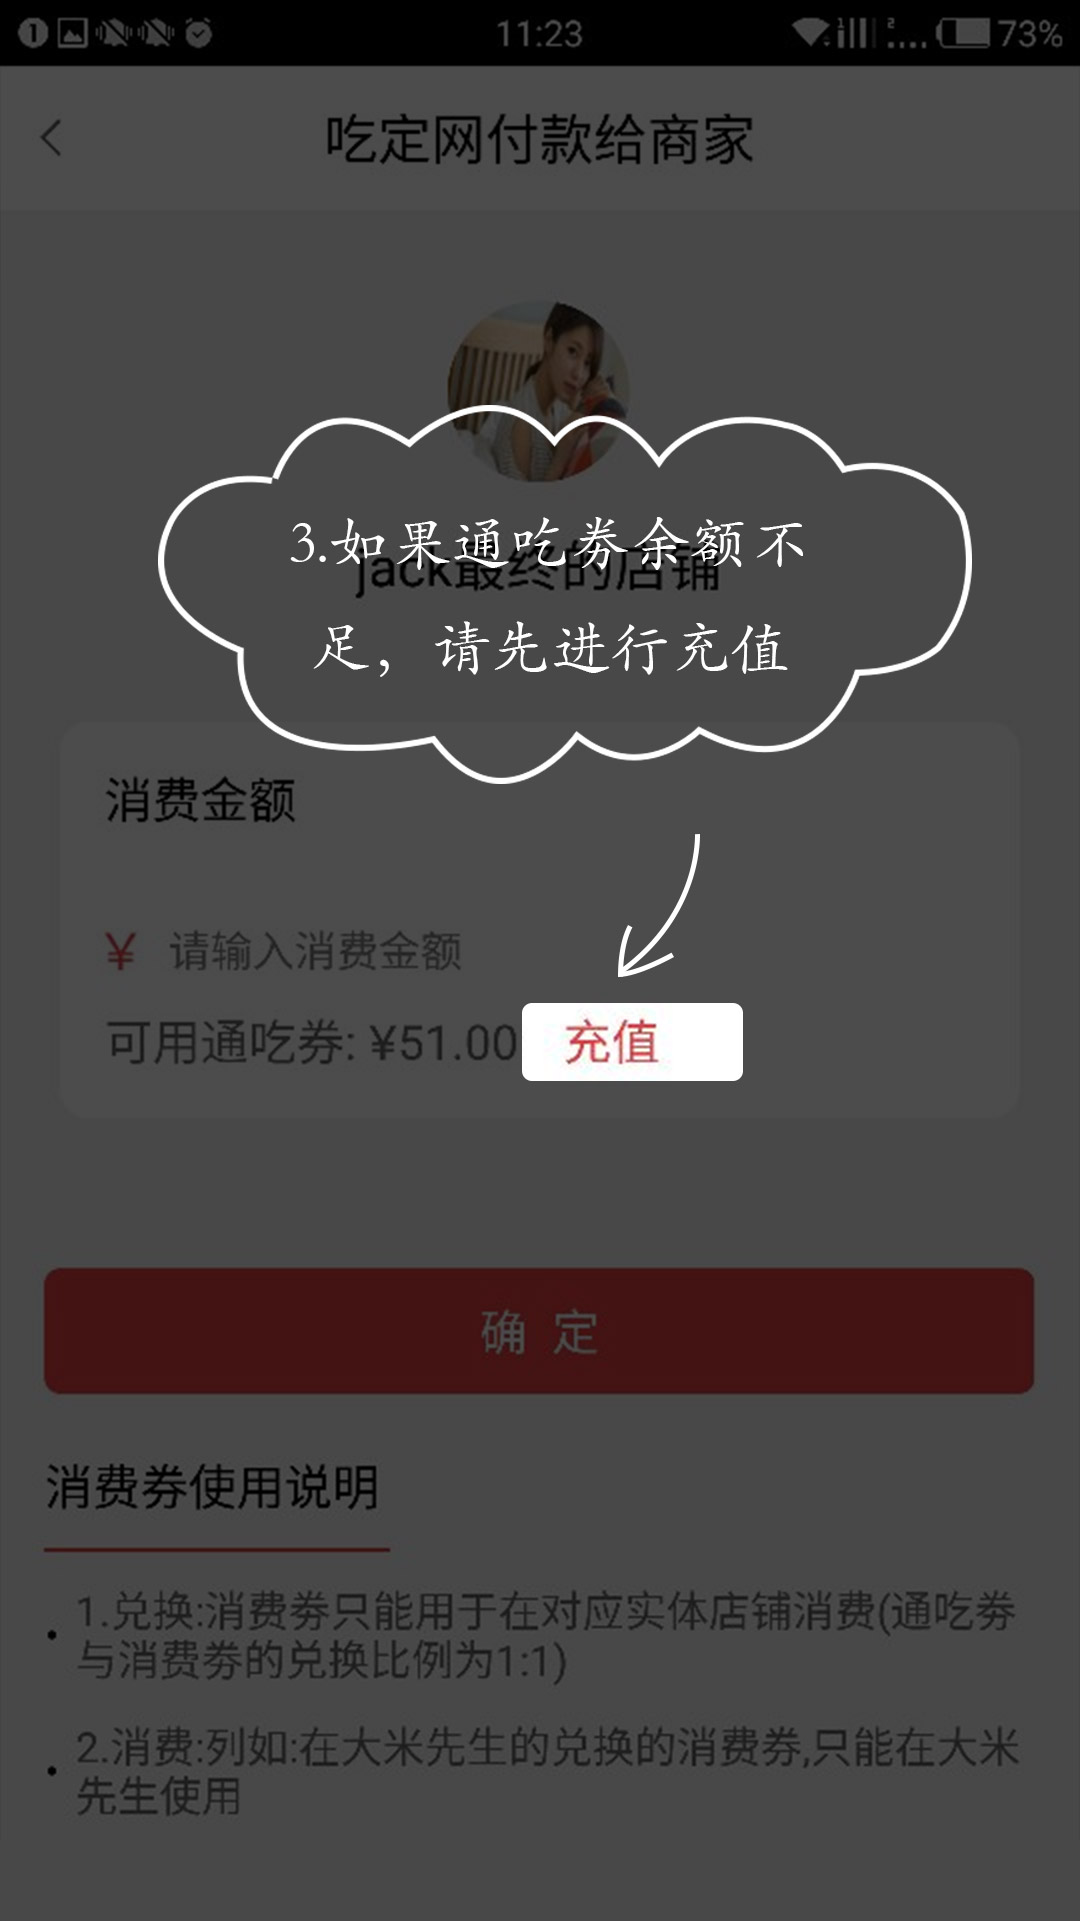 11:23
73%
吃定网付款给商家
3.如果通吃券余额不
jack最终的店铺
足，请先进行充值
消费金额
¥ 请输入消费金额
可用通吃券: ¥51.00 充值
确 定
消费券使用说明
1.兑换:消费券只能用于在对应实体店铺消费(通吃券
与消费券的兑换比例为1:1)
2.消费:列如:在大米先生的兑换的消费券,只能在大米
先生使用